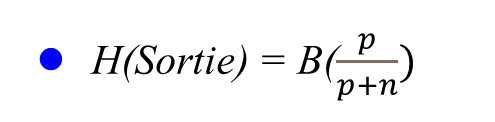 ● H(Sortie) = B(p/(p+n))